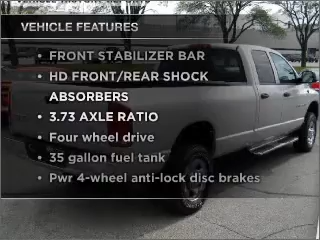 VEHICLE FEATURES
• FRONT STABILIZER BAR
• HD FRONT/REAR SHOCK
ABSORBERS
• 3.73 AXLE RATIO
• Four wheel drive
• 35 gallon fuel tank
• Pwr 4-wheel anti-lock disc brakes